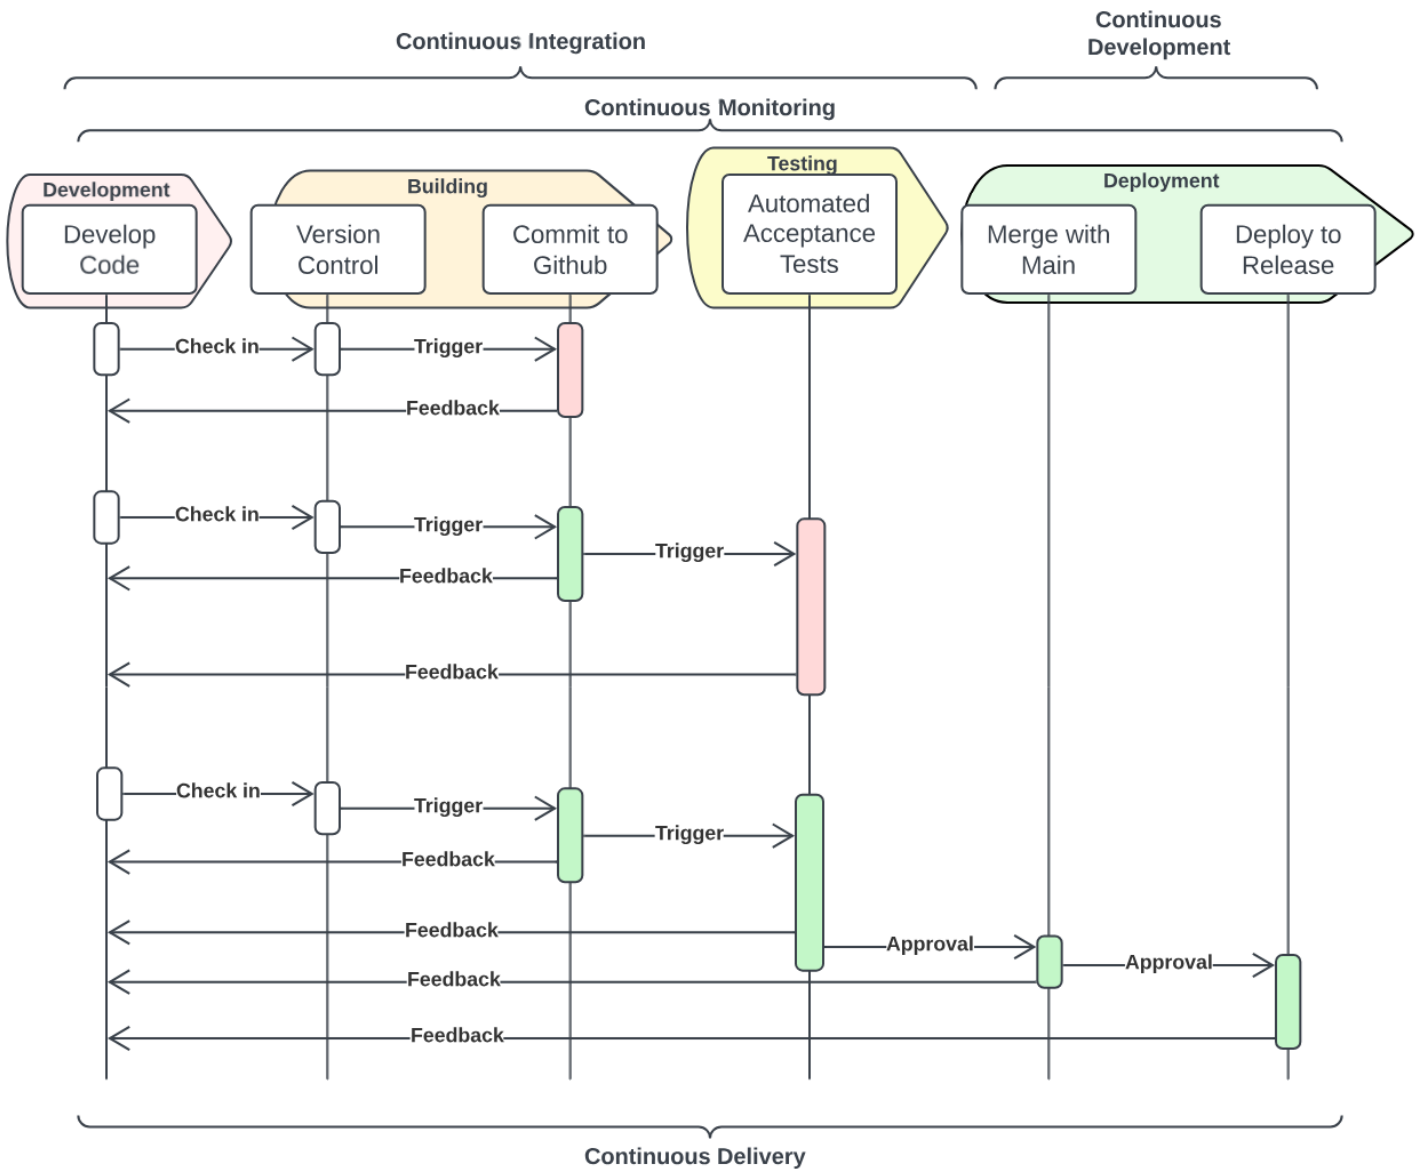 Continuous Integration
Continuous
Development
Continuous Monitoring
Development
Building
Testing
Deployment
Develop
Code
Version
Control
Commit to
Github
Automated
Acceptance
Tests
Merge with
Main
Deploy to
Release
Check in
Trigger
Feedback
Check in
Trigger
Trigger
Feedback
Feedback
Check in
Trigger
Trigger
Feedback
Feedback
Approval
Approval
Feedback
Feedback
Continuous Delivery